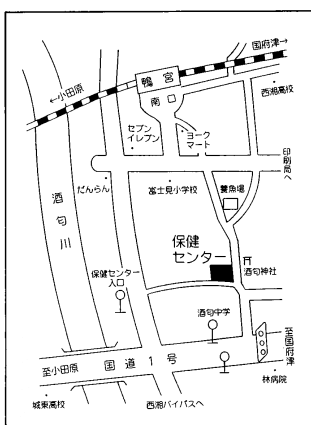 国府津→
鴨宮
←小田原
南口
西湘高校
セブン
イレブン
ヨーク
マート
印刷局へ
だんらん
富士見小学校
養魚場
酒匂川
保健
センター
酒匂神社
保健センター
入口
酒匂中学
至国府津
至小田原
国道1号
林病院
城東高校
西湘バイパスへ